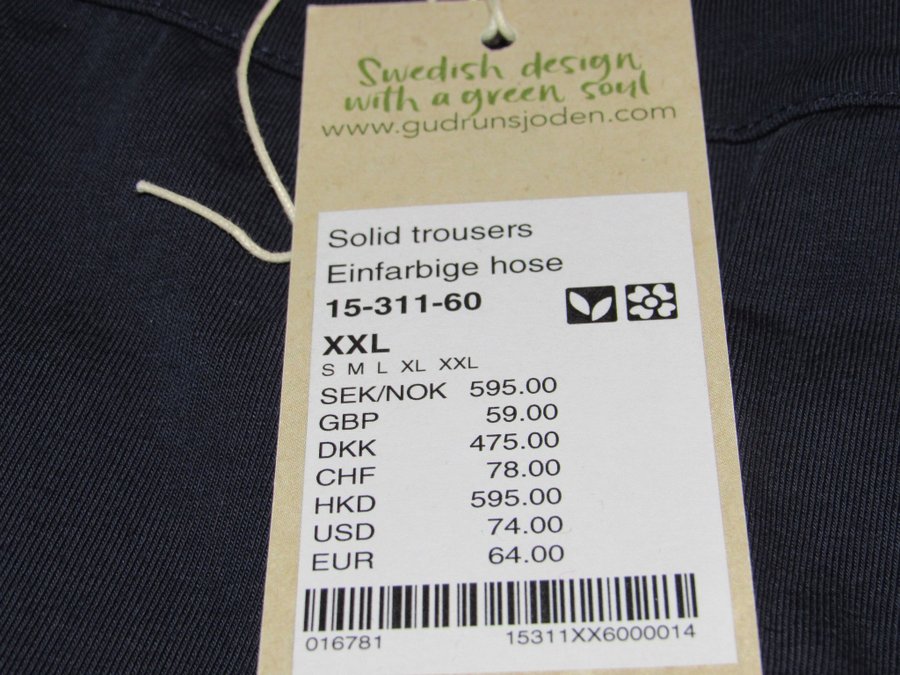 Swedish design
with a green soul
www.gudrunsjoden.com
Solid trousers
Einfarbige hose
15-311-60
XXL
S M L XL XXL
SEK/NOK 595.00
GBP 59.00
DKK 475.00
CHF 78.00
HKD 595.00
USD 74.00
EUR 64.00
016781 15311XX6000014